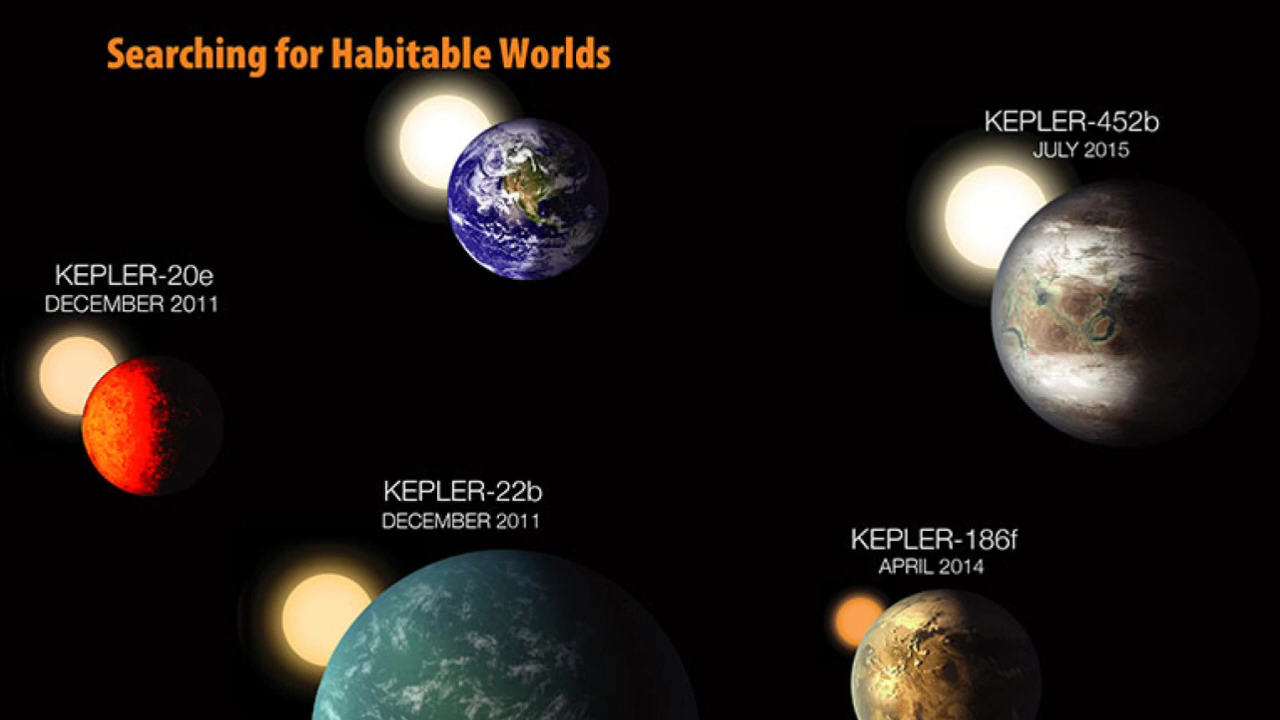 Searching for Habitable Worlds
KEPLER-452b
JULY 2015
KEPLER-20e
DECEMBER 2011
KEPLER-22b
DECEMBER 2011
KEPLER-186f
APRIL 2014